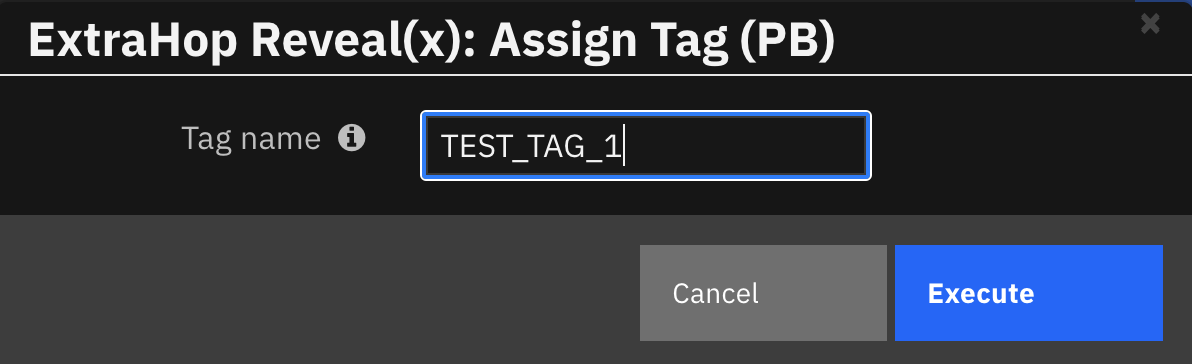 ExtraHop Reveal(x): Assign Tag (PB)
Tag name
TEST_TAG_1
Cancel
Execute